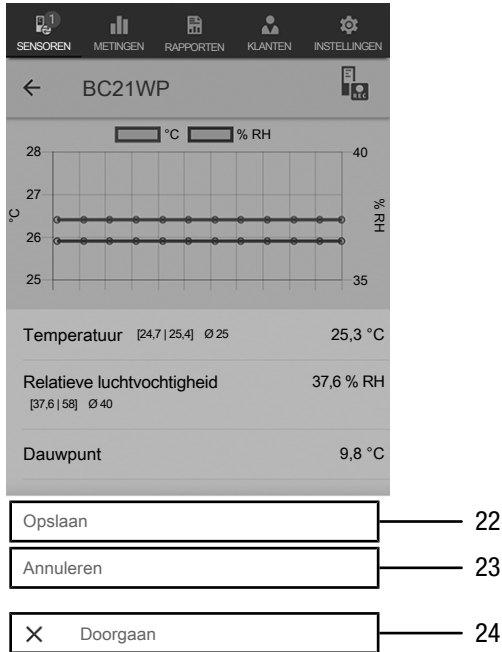 1
SENSOREN METINGEN RAPPORTEN KLANTEN INSTELLINGEN
BC21WP
REC
°C % RH
28 40
27
°C % RH
26
25 35
Temperatuur [24,7 | 25,4] Ø 25 25,3 °C
Relatieve luchtvochtigheid 37,6 % RH
[37,6 | 58] Ø 40
Dauwpunt 9,8 °C
Opslaan 22
Annuleren 23
Doorgaan 24